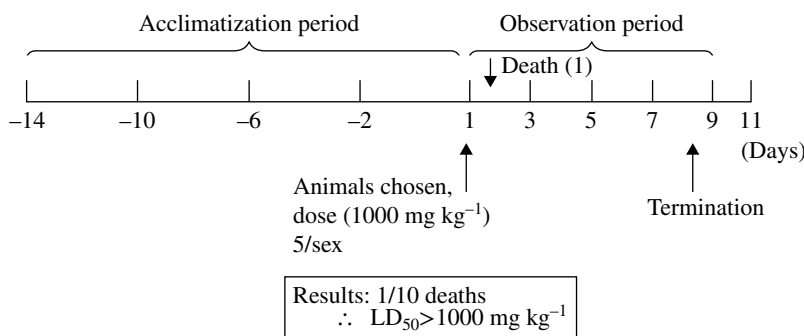 Acclimatization period Observation period
Death (1)
–14 –10 –6 –2 1 3 5 7 9 11
(Days)
Animals chosen,
dose (1000 mg kg⁻¹)
5/sex
Termination
Results: 1/10 deaths
∴ LD₅₀>1000 mg kg⁻¹